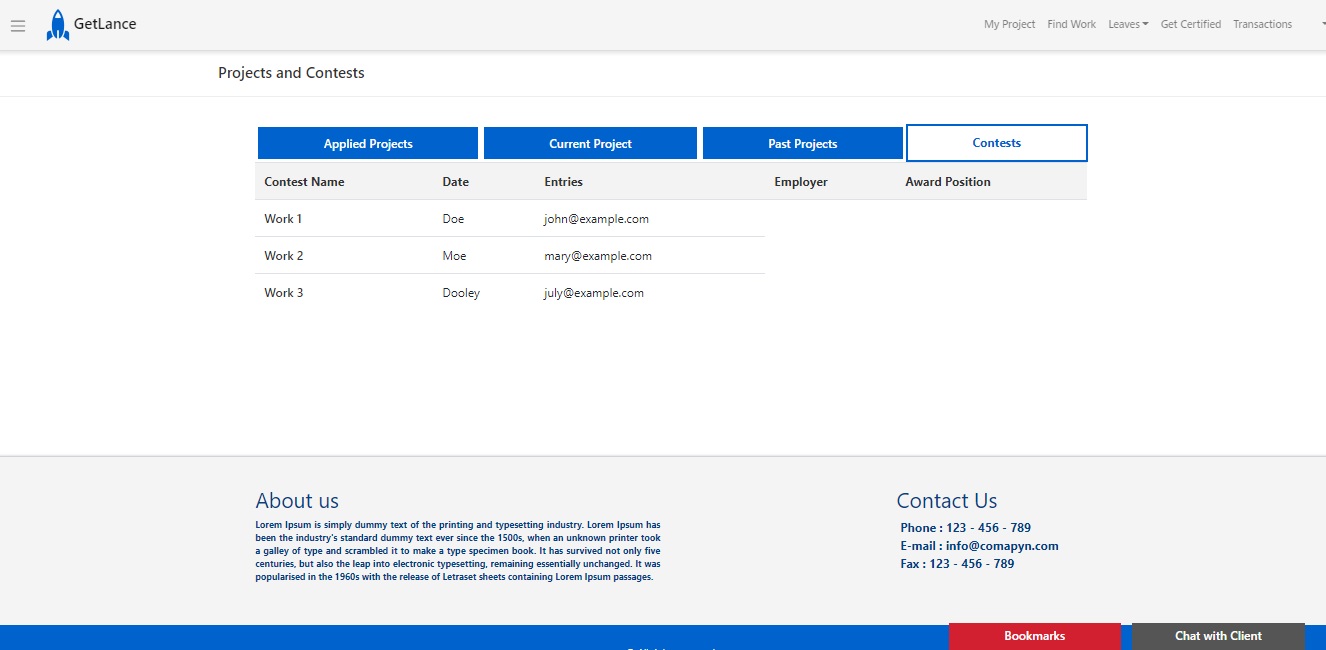 GetLance
My Project Find Work Leaves Get Certified Transactions
Projects and Contests
Applied Projects Current Project Past Projects Contests
Contest Name Date Entries Employer Award Position
Work 1 Doe john@example.com
Work 2 Moe mary@example.com
Work 3 Dooley july@example.com
About us
Lorem Ipsum is simply dummy text of the printing and typesetting industry. Lorem Ipsum has
been the industry's standard dummy text ever since the 1500s, when an unknown printer took
a galley of type and scrambled it to make a type specimen book. It has survived not only five
centuries, but also the leap into electronic typesetting, remaining essentially unchanged. It was
popularised in the 1960s with the release of Letraset sheets containing Lorem Ipsum passages.
Contact Us
Phone : 123 - 456 - 789
E-mail : info@comapyn.com
Fax : 123 - 456 - 789
Bookmarks
Chat with Client